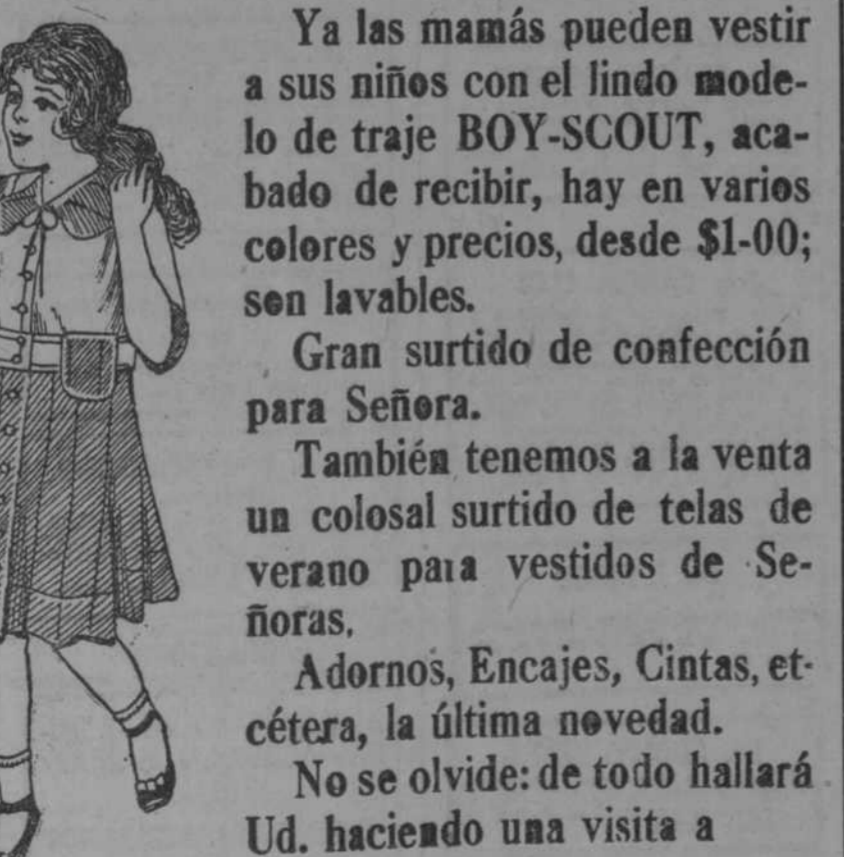 Ya las mamás pueden vestir
a sus niños con el lindo mode-
lo de traje BOY-SCOUT, aca-
bado de recibir, hay en varios
colores y precios, desde $1-00;
son lavables.
Gran surtido de confección
para Señora.
También tenemos a la venta
un colosal surtido de telas de
verano para vestidos de Se-
ñoras.
Adornos, Encajes, Cintas, et-
cétera, la última novedad.
No se olvide: de todo hallará
Ud. haciendo una visita a